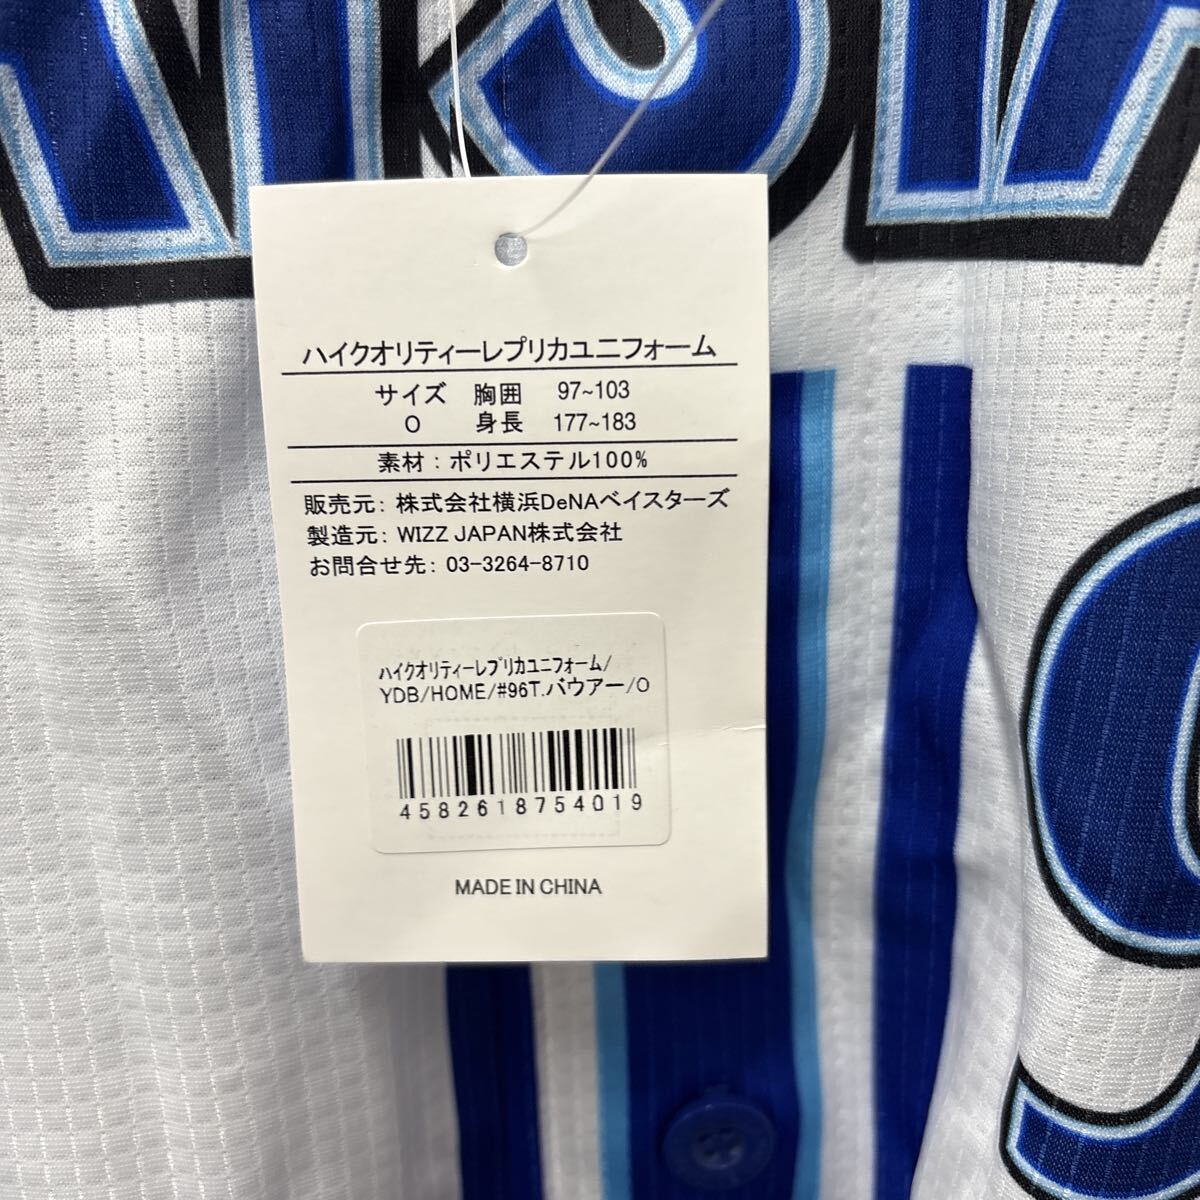 ハイクオリティーレプリカユニフォーム
サイズ 胸囲 97~103
O 身長 177~183
素材：ポリエステル100%
販売元: 株式会社横浜DeNAベイスターズ
製造元: WIZZ JAPAN株式会社
お問合せ先: 03-3264-8710
ﾊｲｸｵﾘﾃｨｰﾚﾌﾟﾘｶﾕﾆﾌｫｰﾑ/
YDB/HOME/#96T.バウアー/O
4582618754019
MADE IN CHINA
9